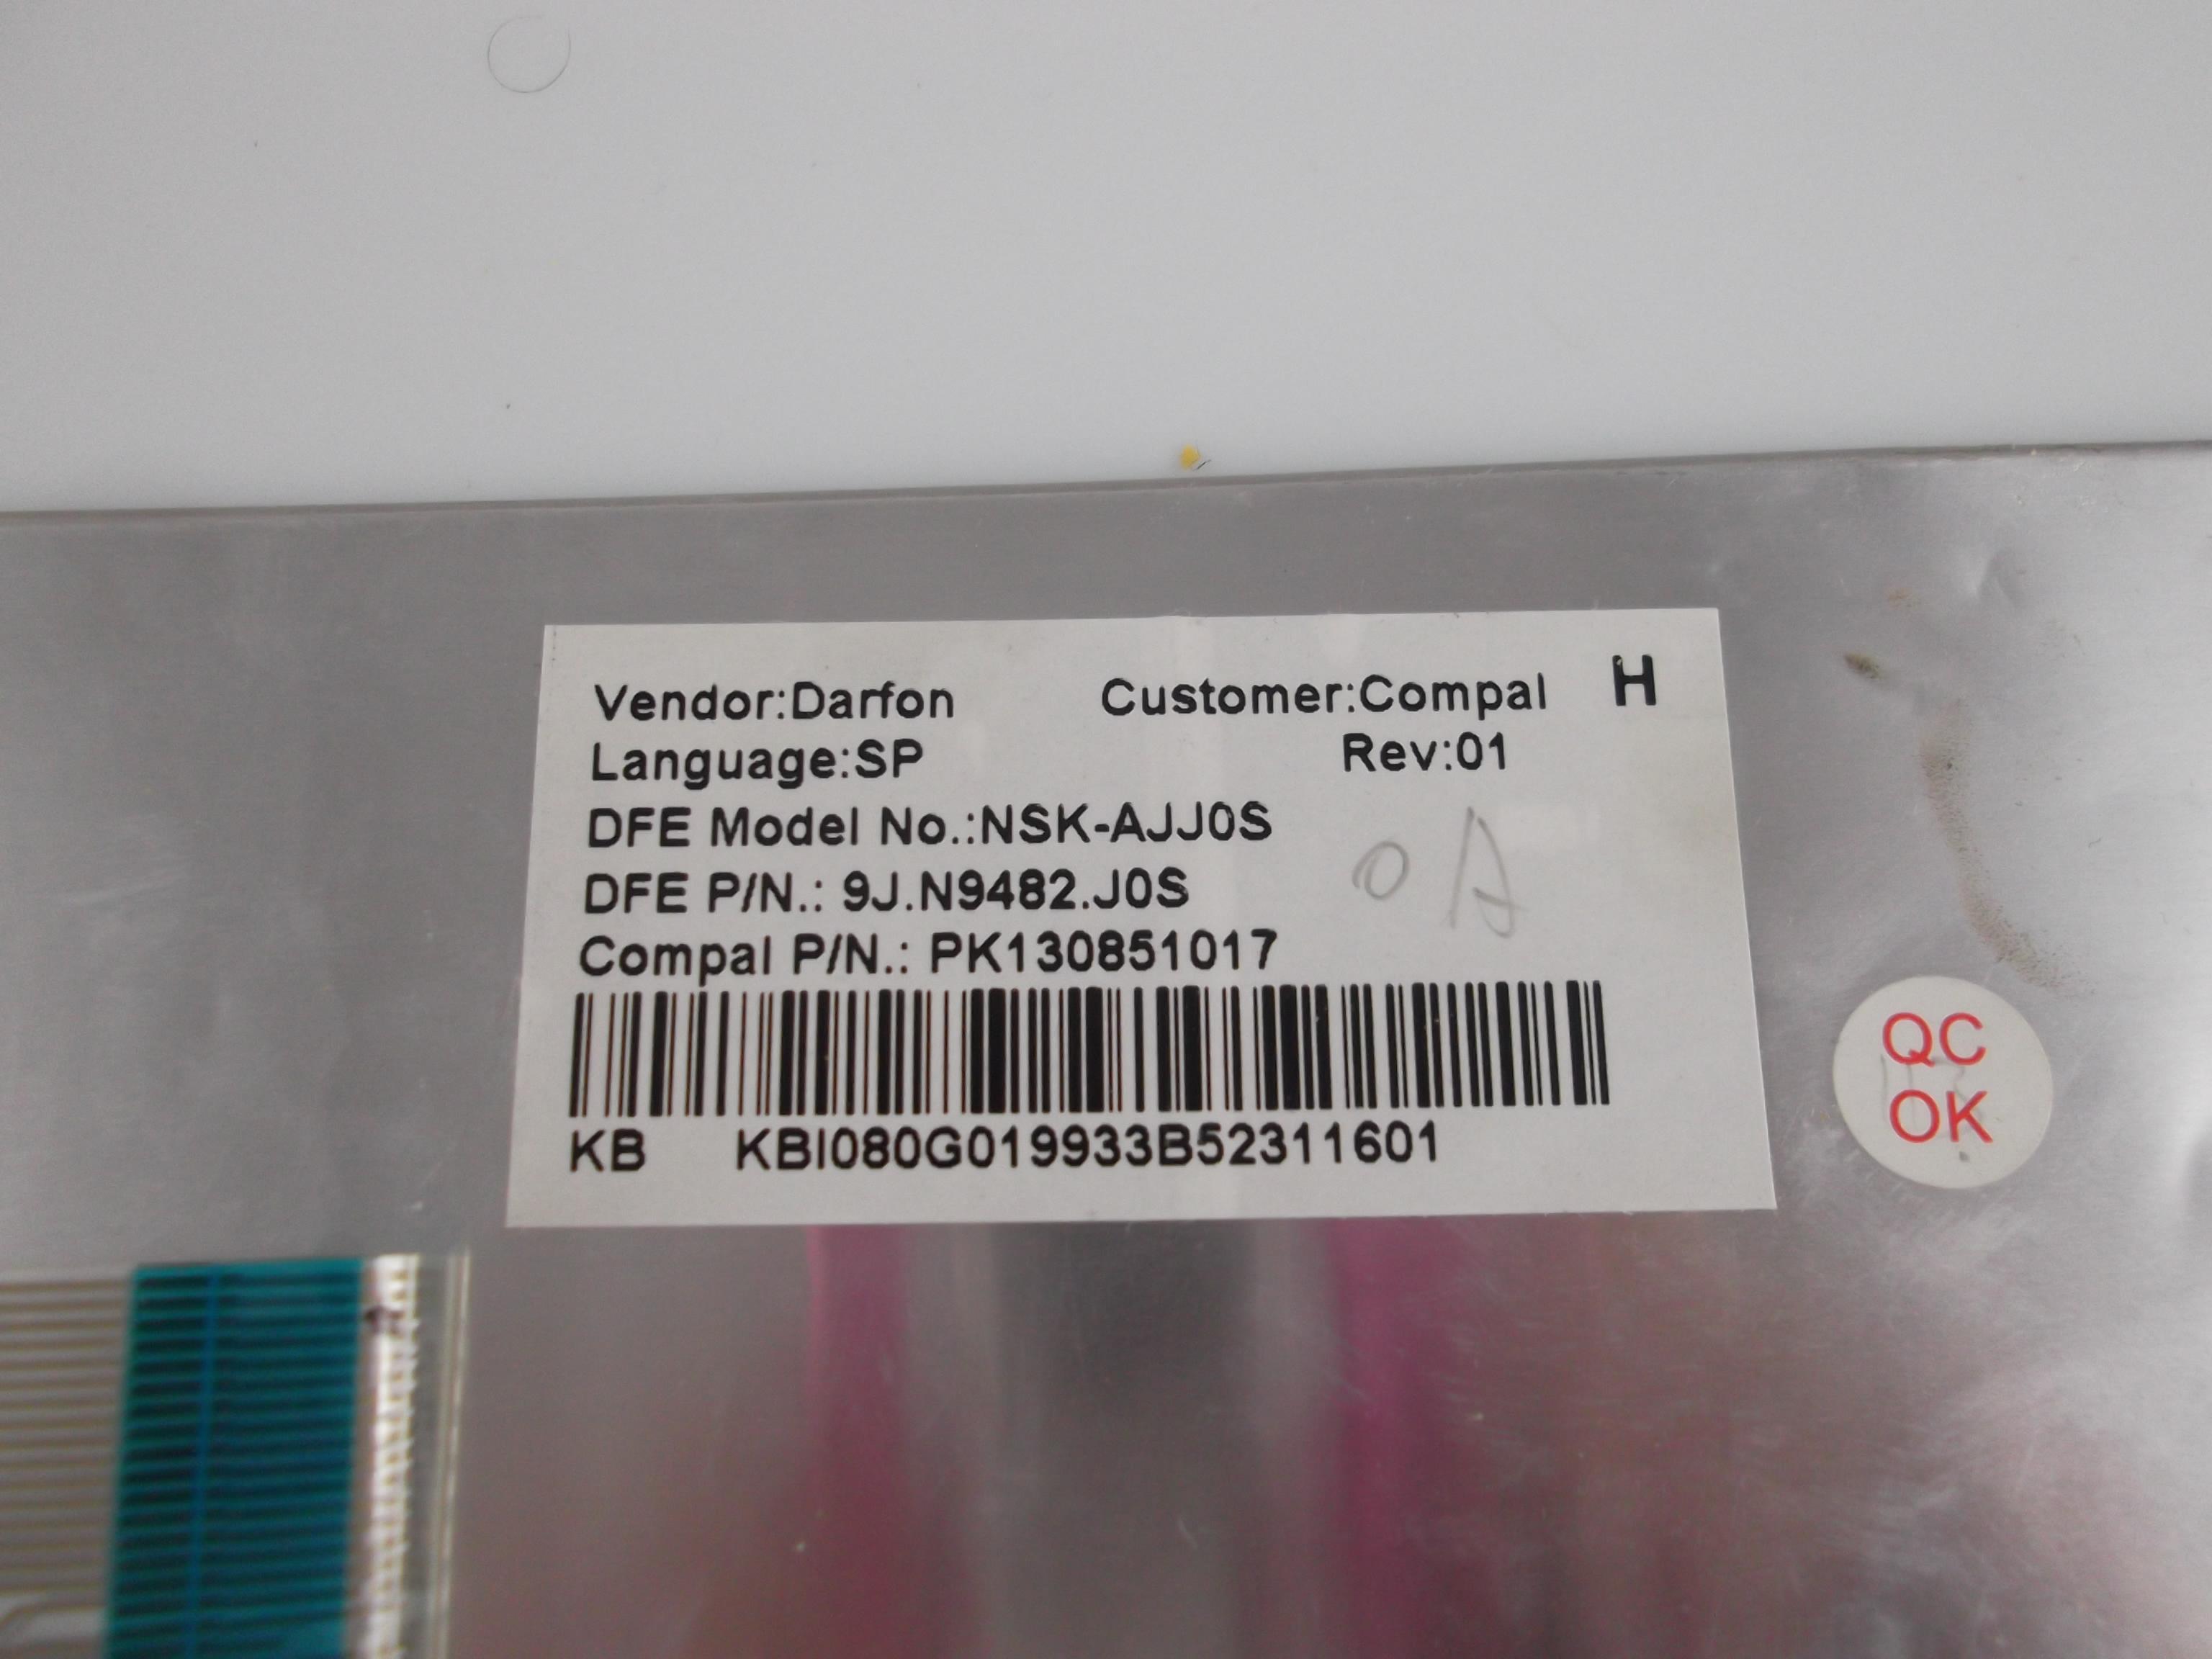 Vendor:Darfon Customer:Compal H
Language:SP Rev:01
DFE Model No.:NSK-AJJ0S
DFE P/N.: 9J.N9482.J0S
0A
Compal P/N.: PK130851017
KB KBI080G019933B52311601
QC
OK